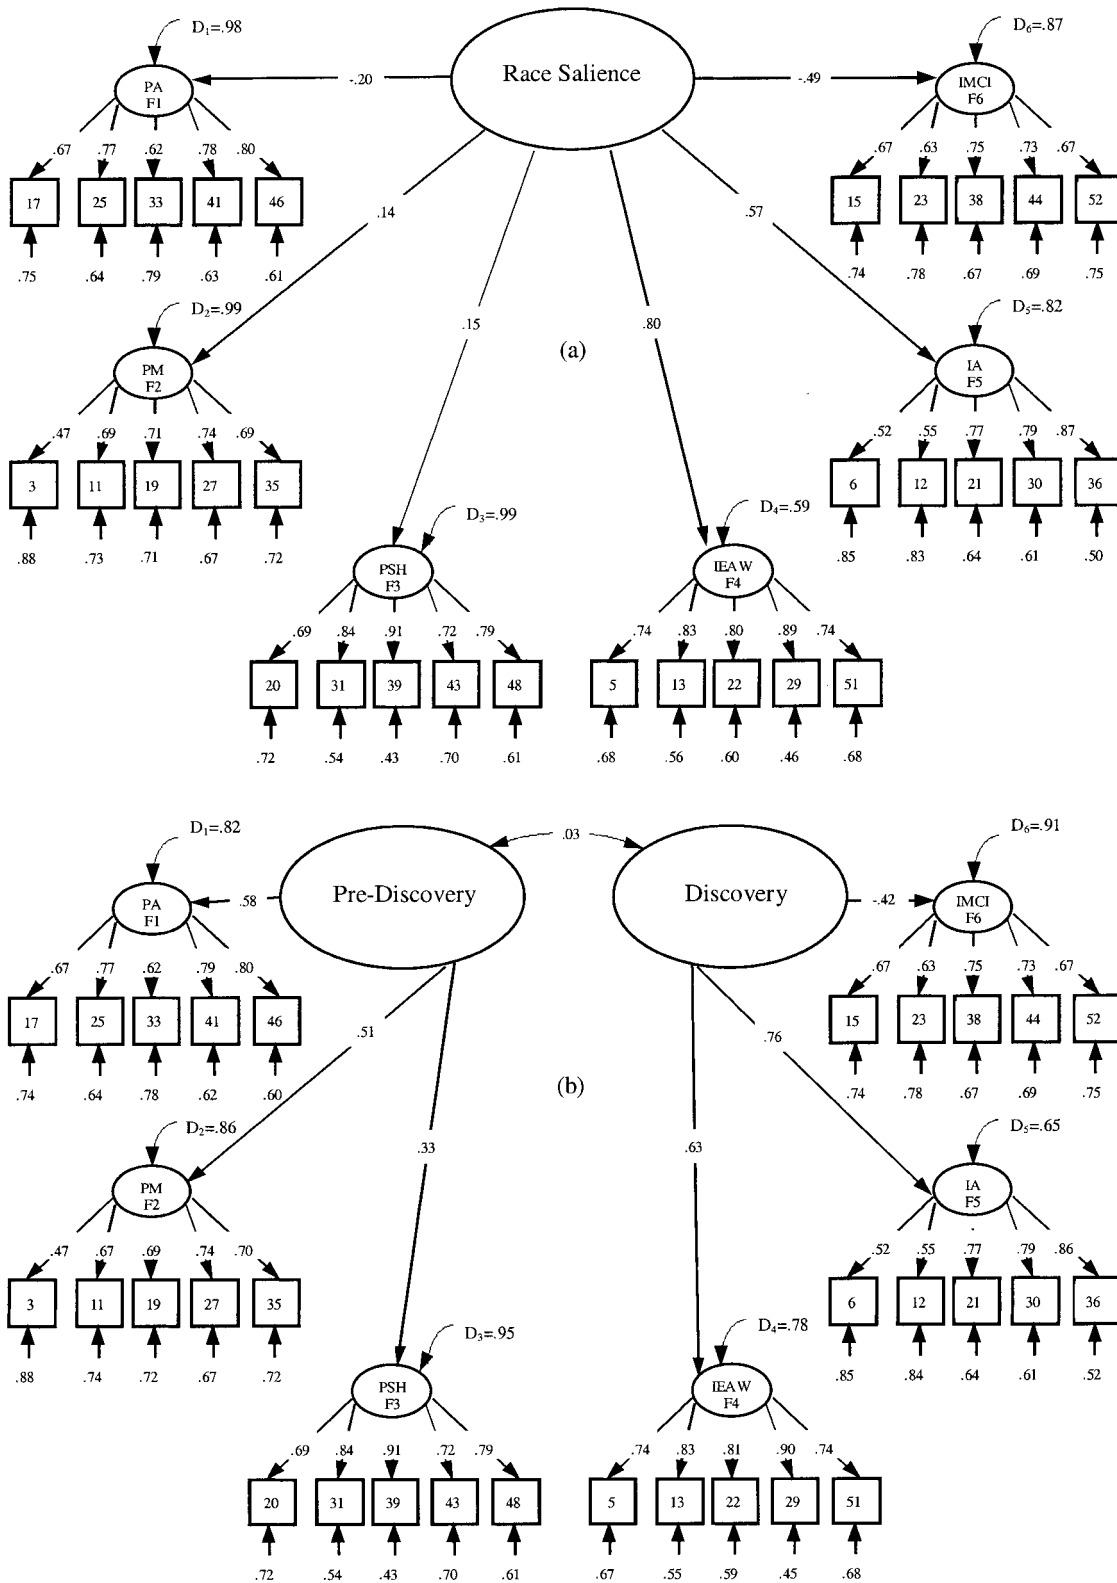 D1=.98
D6=.87
Race Salience
PA
F1
-.20
-.49
IMCI
F6
.67 .77 .62 .78 .80
.67 .63 .75 .73 .67
17 25 33 41 46
15 23 38 44 52
.75 .64 .79 .63 .61
.74 .78 .67 .69 .75
.14
.57
D2=.99
D5=.82
.15
.80
(a)
PM
F2
IA
F5
.47 .69 .71 .74 .69
.52 .55 .77 .79 .87
3 11 19 27 35
6 12 21 30 36
.88 .73 .71 .67 .72
.85 .83 .64 .61 .50
D3=.99
D4=.59
PSH
F3
IEAW
F4
.69 .84 .91 .72 .79
.74 .83 .80 .89 .74
20 31 39 43 48
5 13 22 29 51
.72 .54 .43 .70 .61
.68 .56 .60 .46 .68
D1=.82
.03
D6=.91
Pre-Discovery
Discovery
PA
F1
.58
-.42
IMCI
F6
.67 .77 .62 .79 .80
.67 .63 .75 .73 .67
17 25 33 41 46
15 23 38 44 52
.74 .64 .78 .62 .60
.74 .78 .67 .69 .75
.51
.76
(b)
D2=.86
D5=.65
.33
.63
PM
F2
IA
F5
.47 .67 .69 .74 .70
.52 .55 .77 .79 .86
3 11 19 27 35
6 12 21 30 36
.88 .74 .72 .67 .72
.85 .84 .64 .61 .52
D3=.95
D4=.78
PSH
F3
IEAW
F4
.69 .84 .91 .72 .79
.74 .83 .81 .90 .74
20 31 39 43 48
5 13 22 29 51
.72 .54 .43 .70 .61
.67 .55 .59 .45 .68